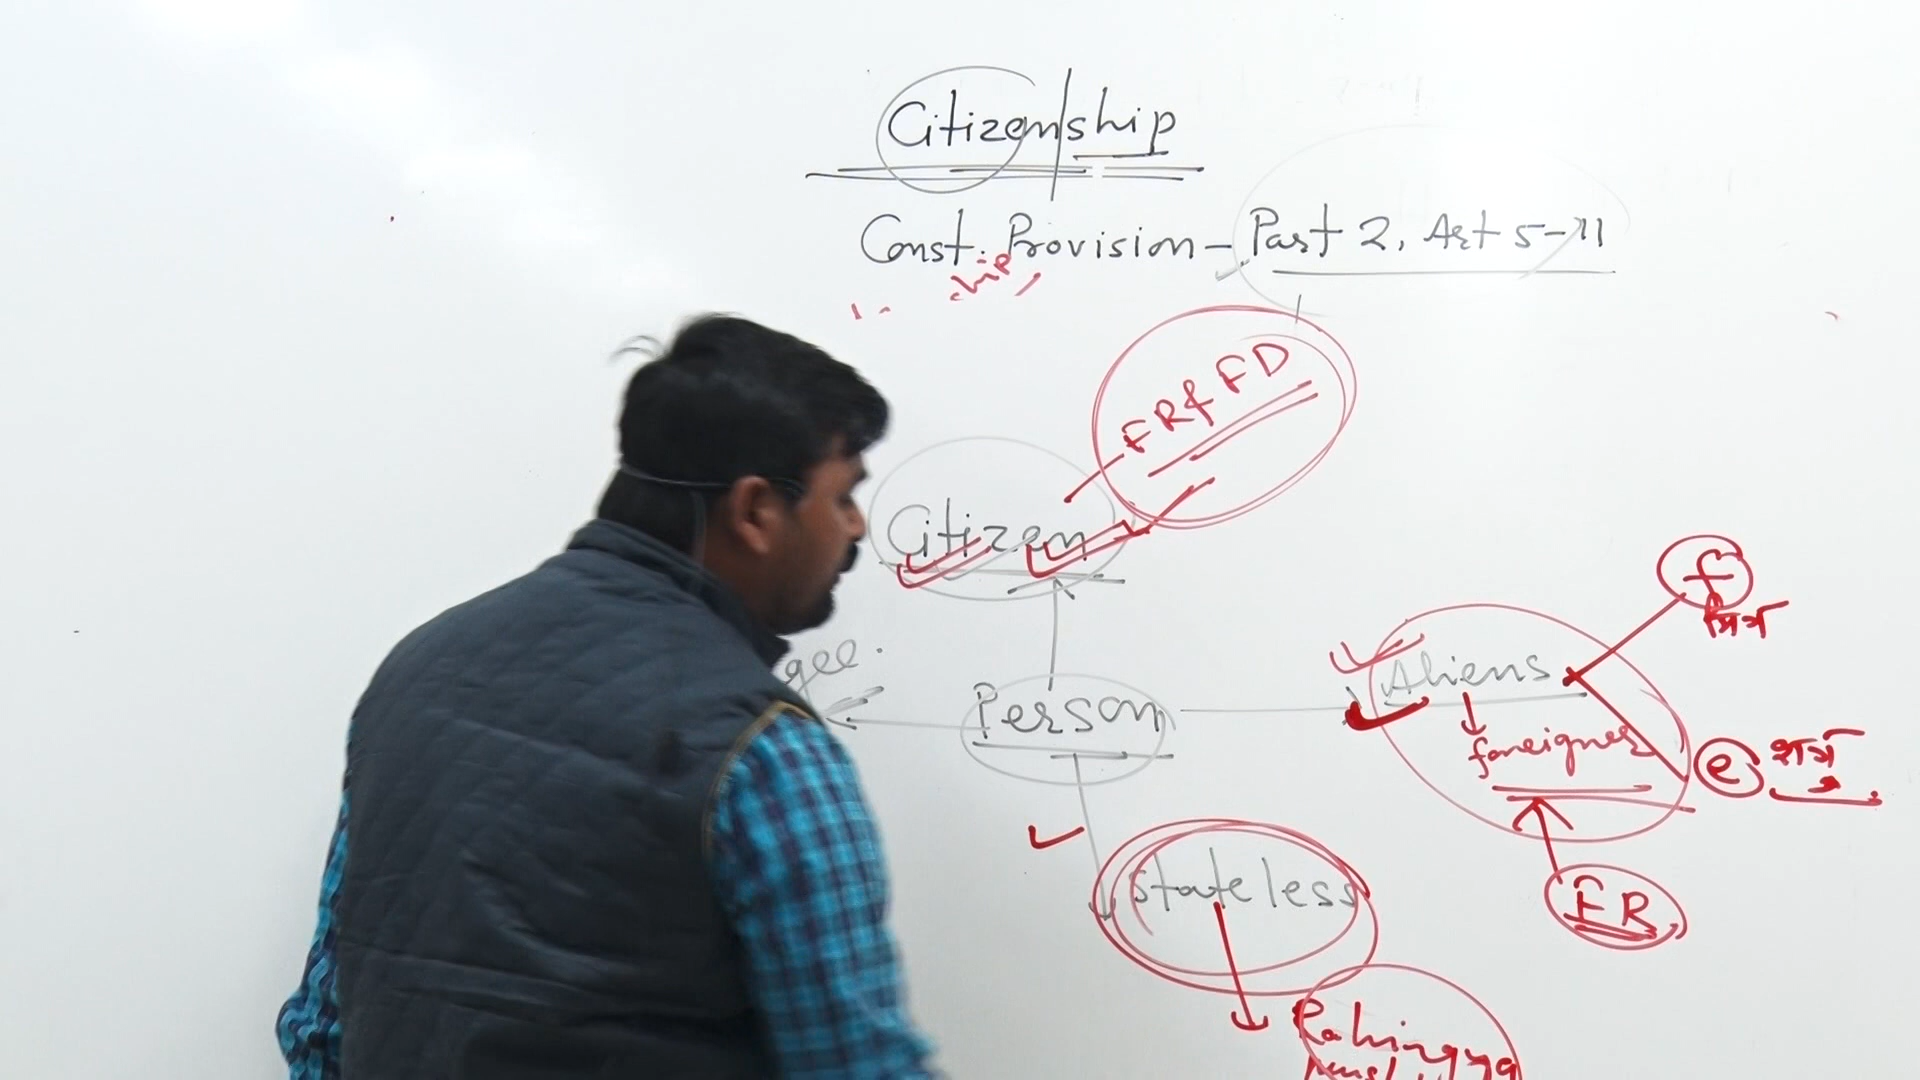 Citizenship
Const. Provision - Part 2, Art 5-11
ship,
FR & FD
Citizen
f
मित्र
gee.
Person
Aliens
foreigner
e
शत्रु
Stateless
FR
Rohingya